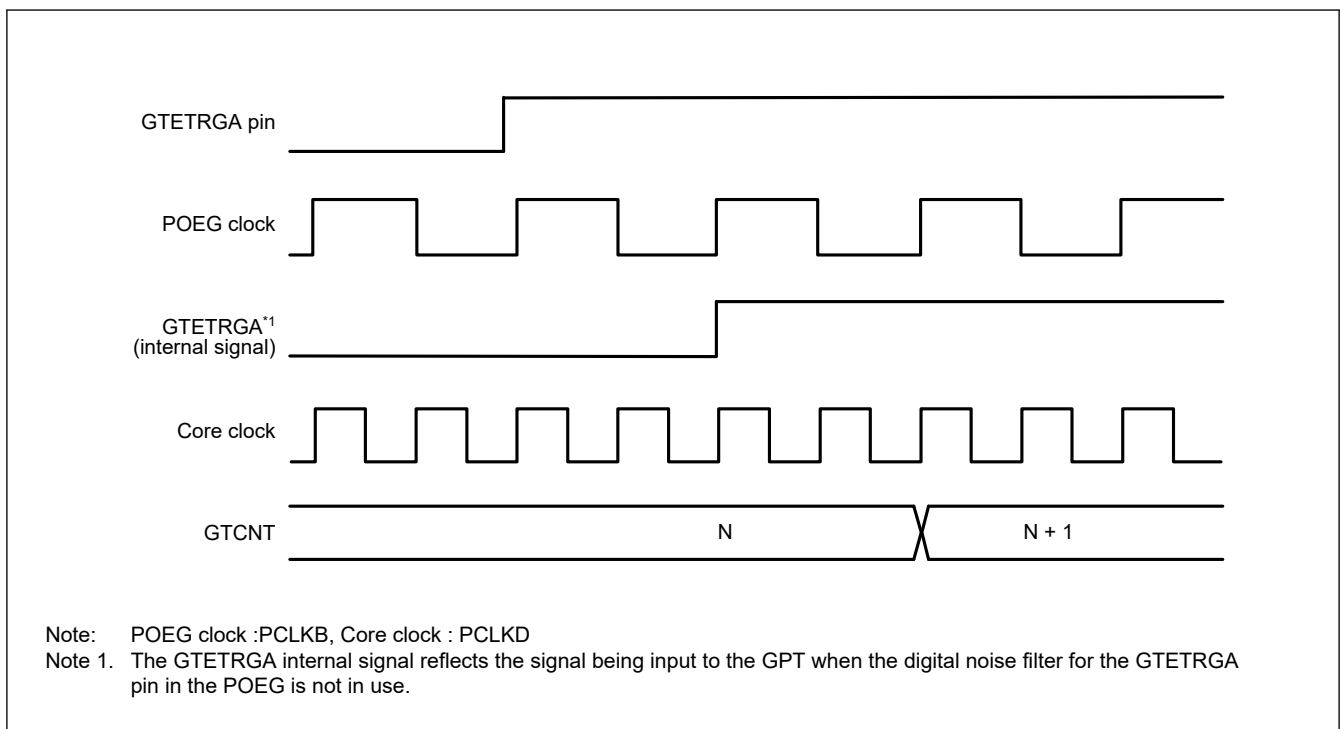 GTETRGA pin
POEG clock
GTETRGA*1
(internal signal)
Core clock
GTCNT
N
N + 1
Note: POEG clock :PCLKB, Core clock : PCLKD
Note 1. The GTETRGA internal signal reflects the signal being input to the GPT when the digital noise filter for the GTETRGA
pin in the POEG is not in use.